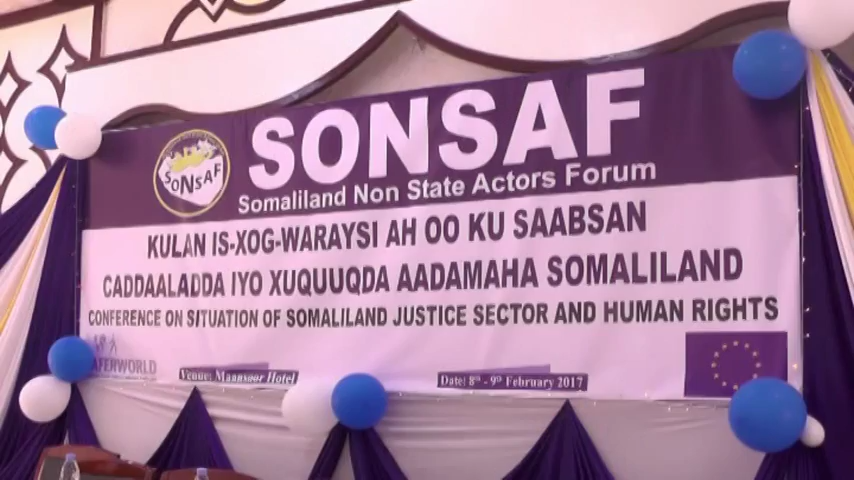 SONSAF
SONSAF
Somaliland Non State Actors Forum
KULAN IS-XOG-WARAYSI AH OO KU SAABSAN
CADDAALADDA IYO XUQUUQDA AADAMAHA SOMALILAND
CONFERENCE ON SITUATION OF SOMALILAND JUSTICE SECTOR AND HUMAN RIGHTS
AFERWORLD
Venue: Maansoor Hotel
Date: 8th - 9th February 2017